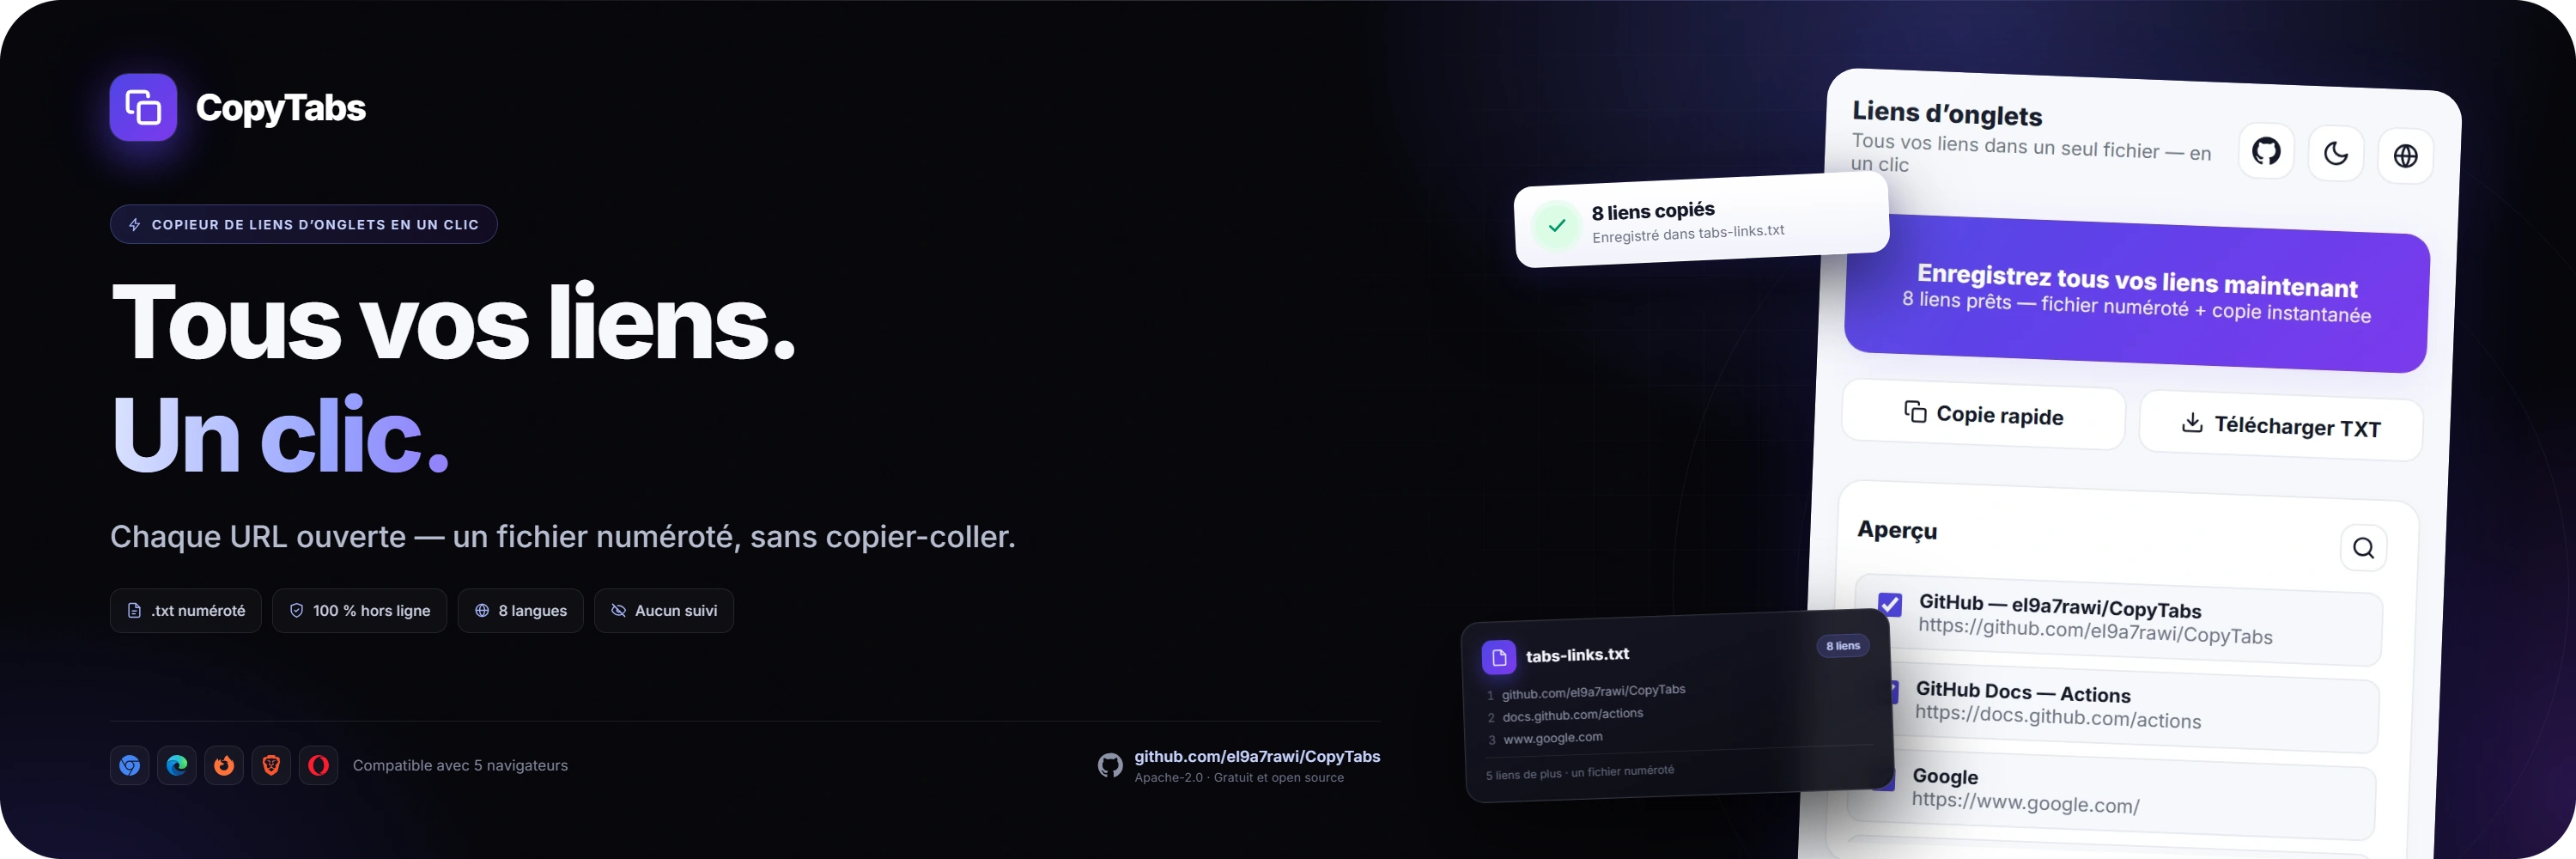 CopyTabs
COPIEUR DE LIENS D’ONGLETS EN UN CLIC
Tous vos liens.
Un clic.
Chaque URL ouverte — un fichier numéroté, sans copier-coller.
.txt numéroté
100 % hors ligne
8 langues
Aucun suivi
Compatible avec 5 navigateurs
github.com/el9a7rawi/CopyTabs
Apache-2.0 · Gratuit et open source
8 liens copiés
Enregistré dans tabs-links.txt
tabs-links.txt
8 liens
1 github.com/el9a7rawi/CopyTabs
2 docs.github.com/actions
3 www.google.com
5 liens de plus · un fichier numéroté
Liens d’onglets
Tous vos liens dans un seul fichier — en
un clic
Enregistrez tous vos liens maintenant
8 liens prêts — fichier numéroté + copie instantanée
Copie rapide
Télécharger TXT
Aperçu
GitHub — el9a7rawi/CopyTabs
https://github.com/el9a7rawi/CopyTabs
GitHub Docs — Actions
https://docs.github.com/actions
Google
https://www.google.com/